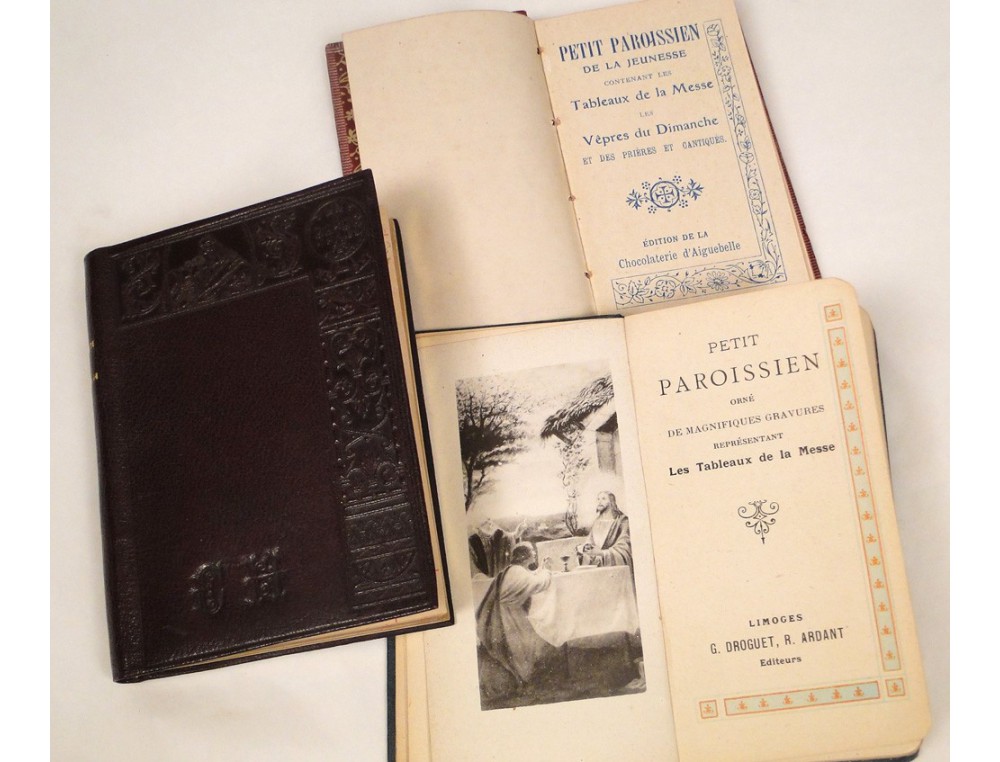 PETIT PAROISSIEN
DE LA JEUNESSE
CONTENANT LES
Tableaux de la Messe
LES
Vêpres du Dimanche
ET DES PRIÈRES ET CANTIQUES.
ÉDITION DE LA
Chocolaterie d'Aiguebelle
PETIT
PAROISSIEN
ORNÉ
DE MAGNIFIQUES GRAVURES
REPRÉSENTANT
Les Tableaux de la Messe
LIMOGES
G. DROGUET, R. ARDANT
Editeurs